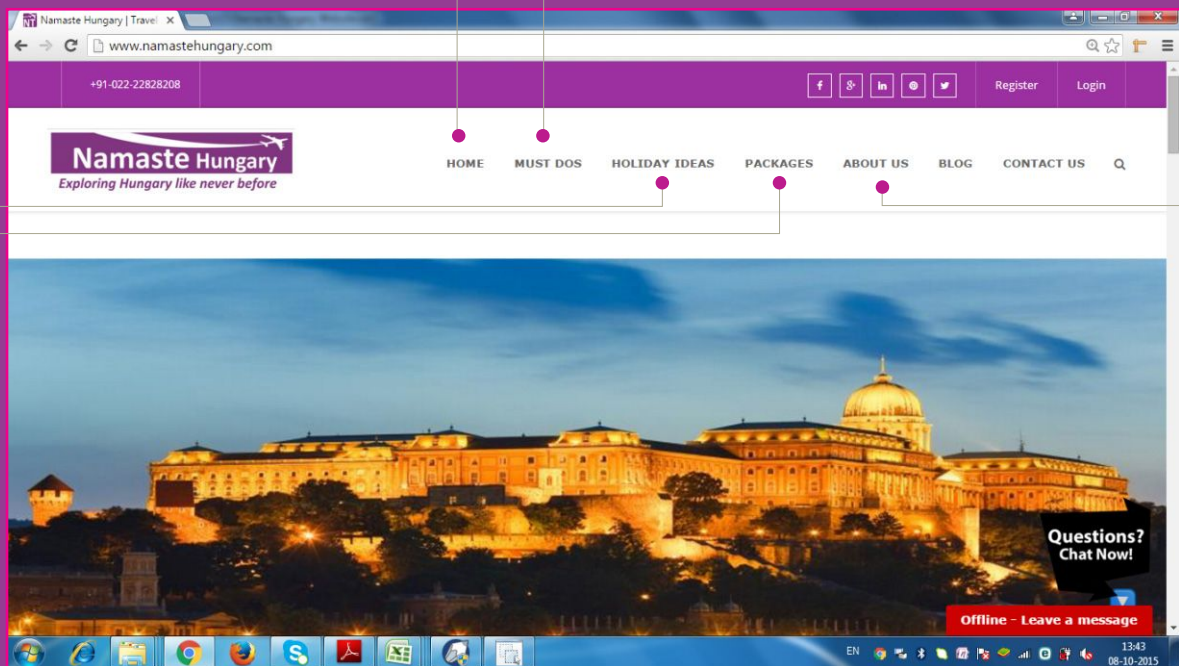 Namaste Hungary | Travel
www.namastehungary.com
+91-022-22828208
Register Login
Namaste Hungary
Exploring Hungary like never before
HOME MUST DOS HOLIDAY IDEAS PACKAGES ABOUT US BLOG CONTACT US
Questions?
Chat Now!
Offline - Leave a message
EN
13:43
08-10-2015